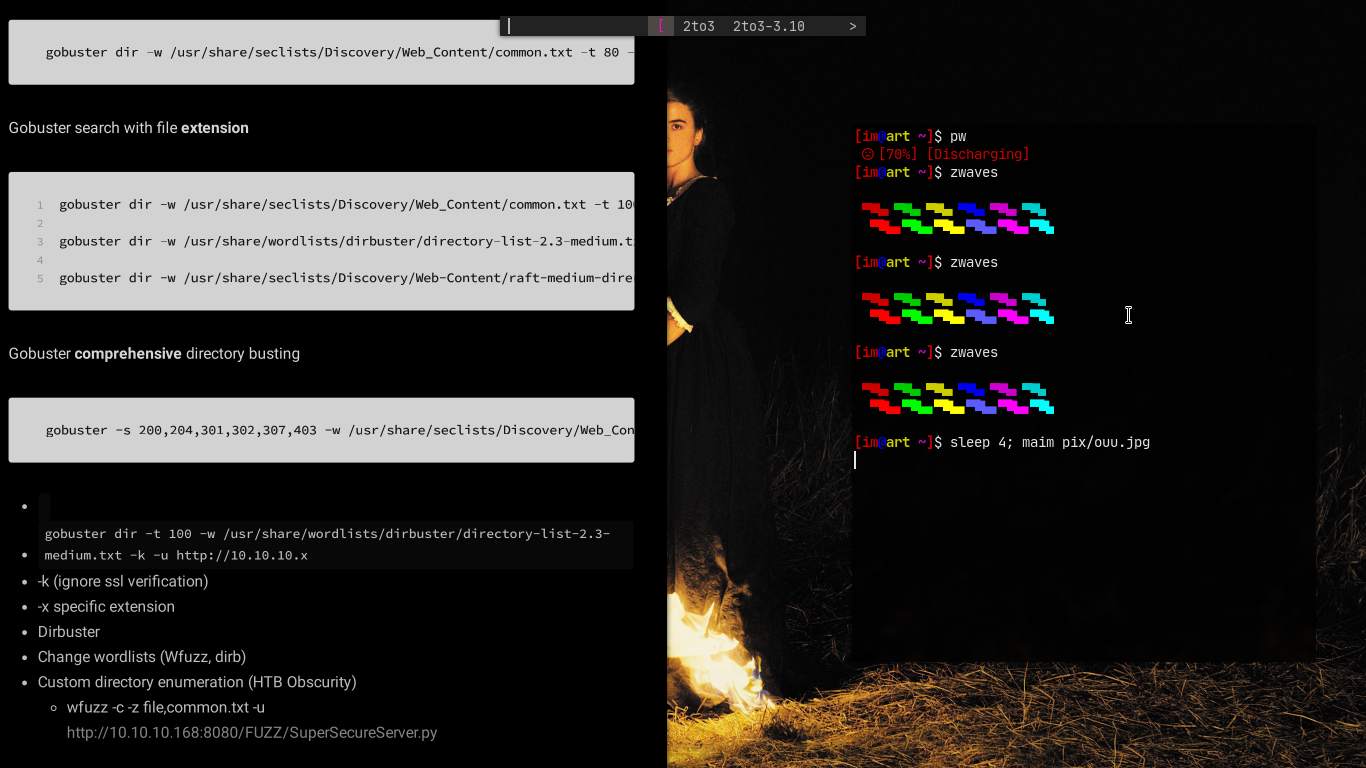 [ 2to3 2to3-3.10 >
gobuster dir -w /usr/share/seclists/Discovery/Web_Content/common.txt -t 80 -
Gobuster search with file extension
1 gobuster dir -w /usr/share/seclists/Discovery/Web_Content/common.txt -t 10
2
3 gobuster dir -w /usr/share/wordlists/dirbuster/directory-list-2.3-medium.t
4
5 gobuster dir -w /usr/share/seclists/Discovery/Web-Content/raft-medium-dire
Gobuster comprehensive directory busting
gobuster -s 200,204,301,302,307,403 -w /usr/share/seclists/Discovery/Web_Con
gobuster dir -t 100 -w /usr/share/wordlists/dirbuster/directory-list-2.3-
medium.txt -k -u http://10.10.10.x
-k (ignore ssl verification)
-x specific extension
Dirbuster
Change wordlists (Wfuzz, dirb)
Custom directory enumeration (HTB Obscurity)
wfuzz -c -z file,common.txt -u
http://10.10.10.168:8080/FUZZ/SuperSecureServer.py
[im@art ~]$ pw
☹ [70%] [Discharging]
[im@art ~]$ zwaves
[im@art ~]$ zwaves
[im@art ~]$ zwaves
[im@art ~]$ sleep 4; maim pix/ouu.jpg